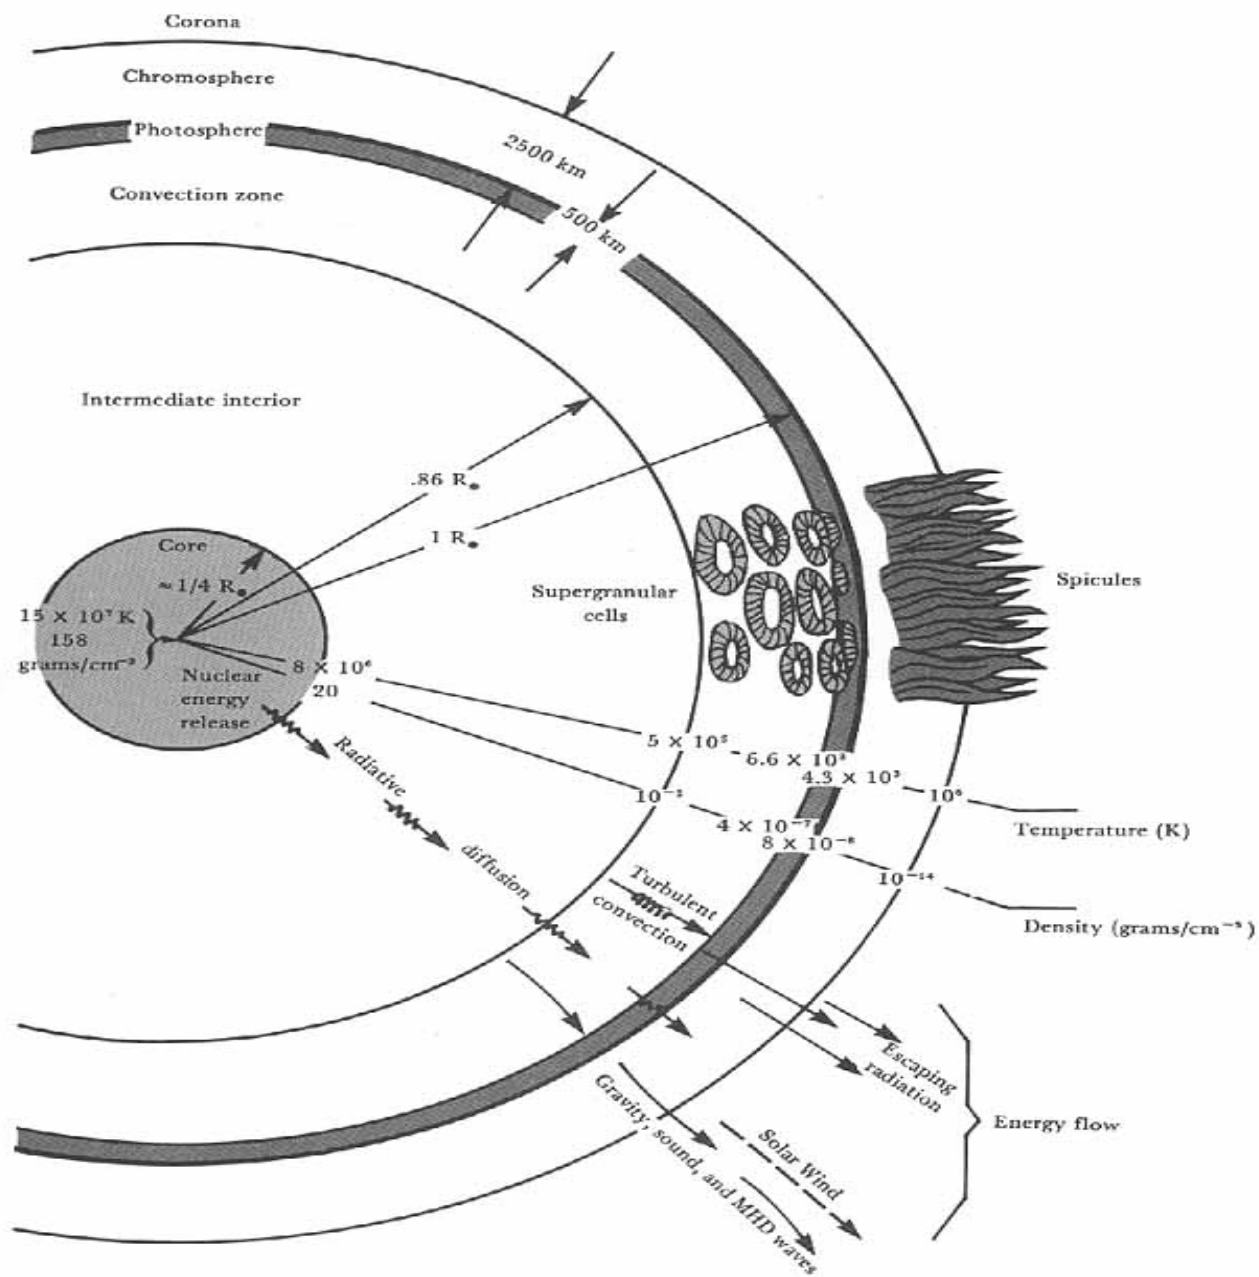 Corona
Chromosphere
Photosphere
2500 km
Convection zone
500 km
Intermediate interior
.86 R⊙
1 R⊙
Core
≈ 1/4 R⊙
Supergranular
cells
Spicules
15 × 10⁷ K
158
grams/cm⁻³
Nuclear
energy
release
8 × 10⁶
20
Radiative
diffusion
5 × 10⁵
6.6 × 10³
4.3 × 10³
10⁶
Temperature (K)
4 × 10⁻⁷
8 × 10⁻⁸
10⁻¹⁴
Density (grams/cm⁻³)
Turbulent
convection
Escaping
radiation
Energy flow
Solar Wind
Gravity, sound, and MHD waves